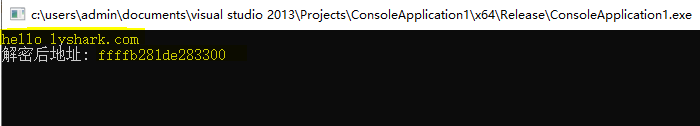 c:\users\admin\documents\visual studio 2013\Projects\ConsoleApplication1\x64\Release\ConsoleApplication1.exe
hello lyshark.com
解密后地址: ffffb281de283300